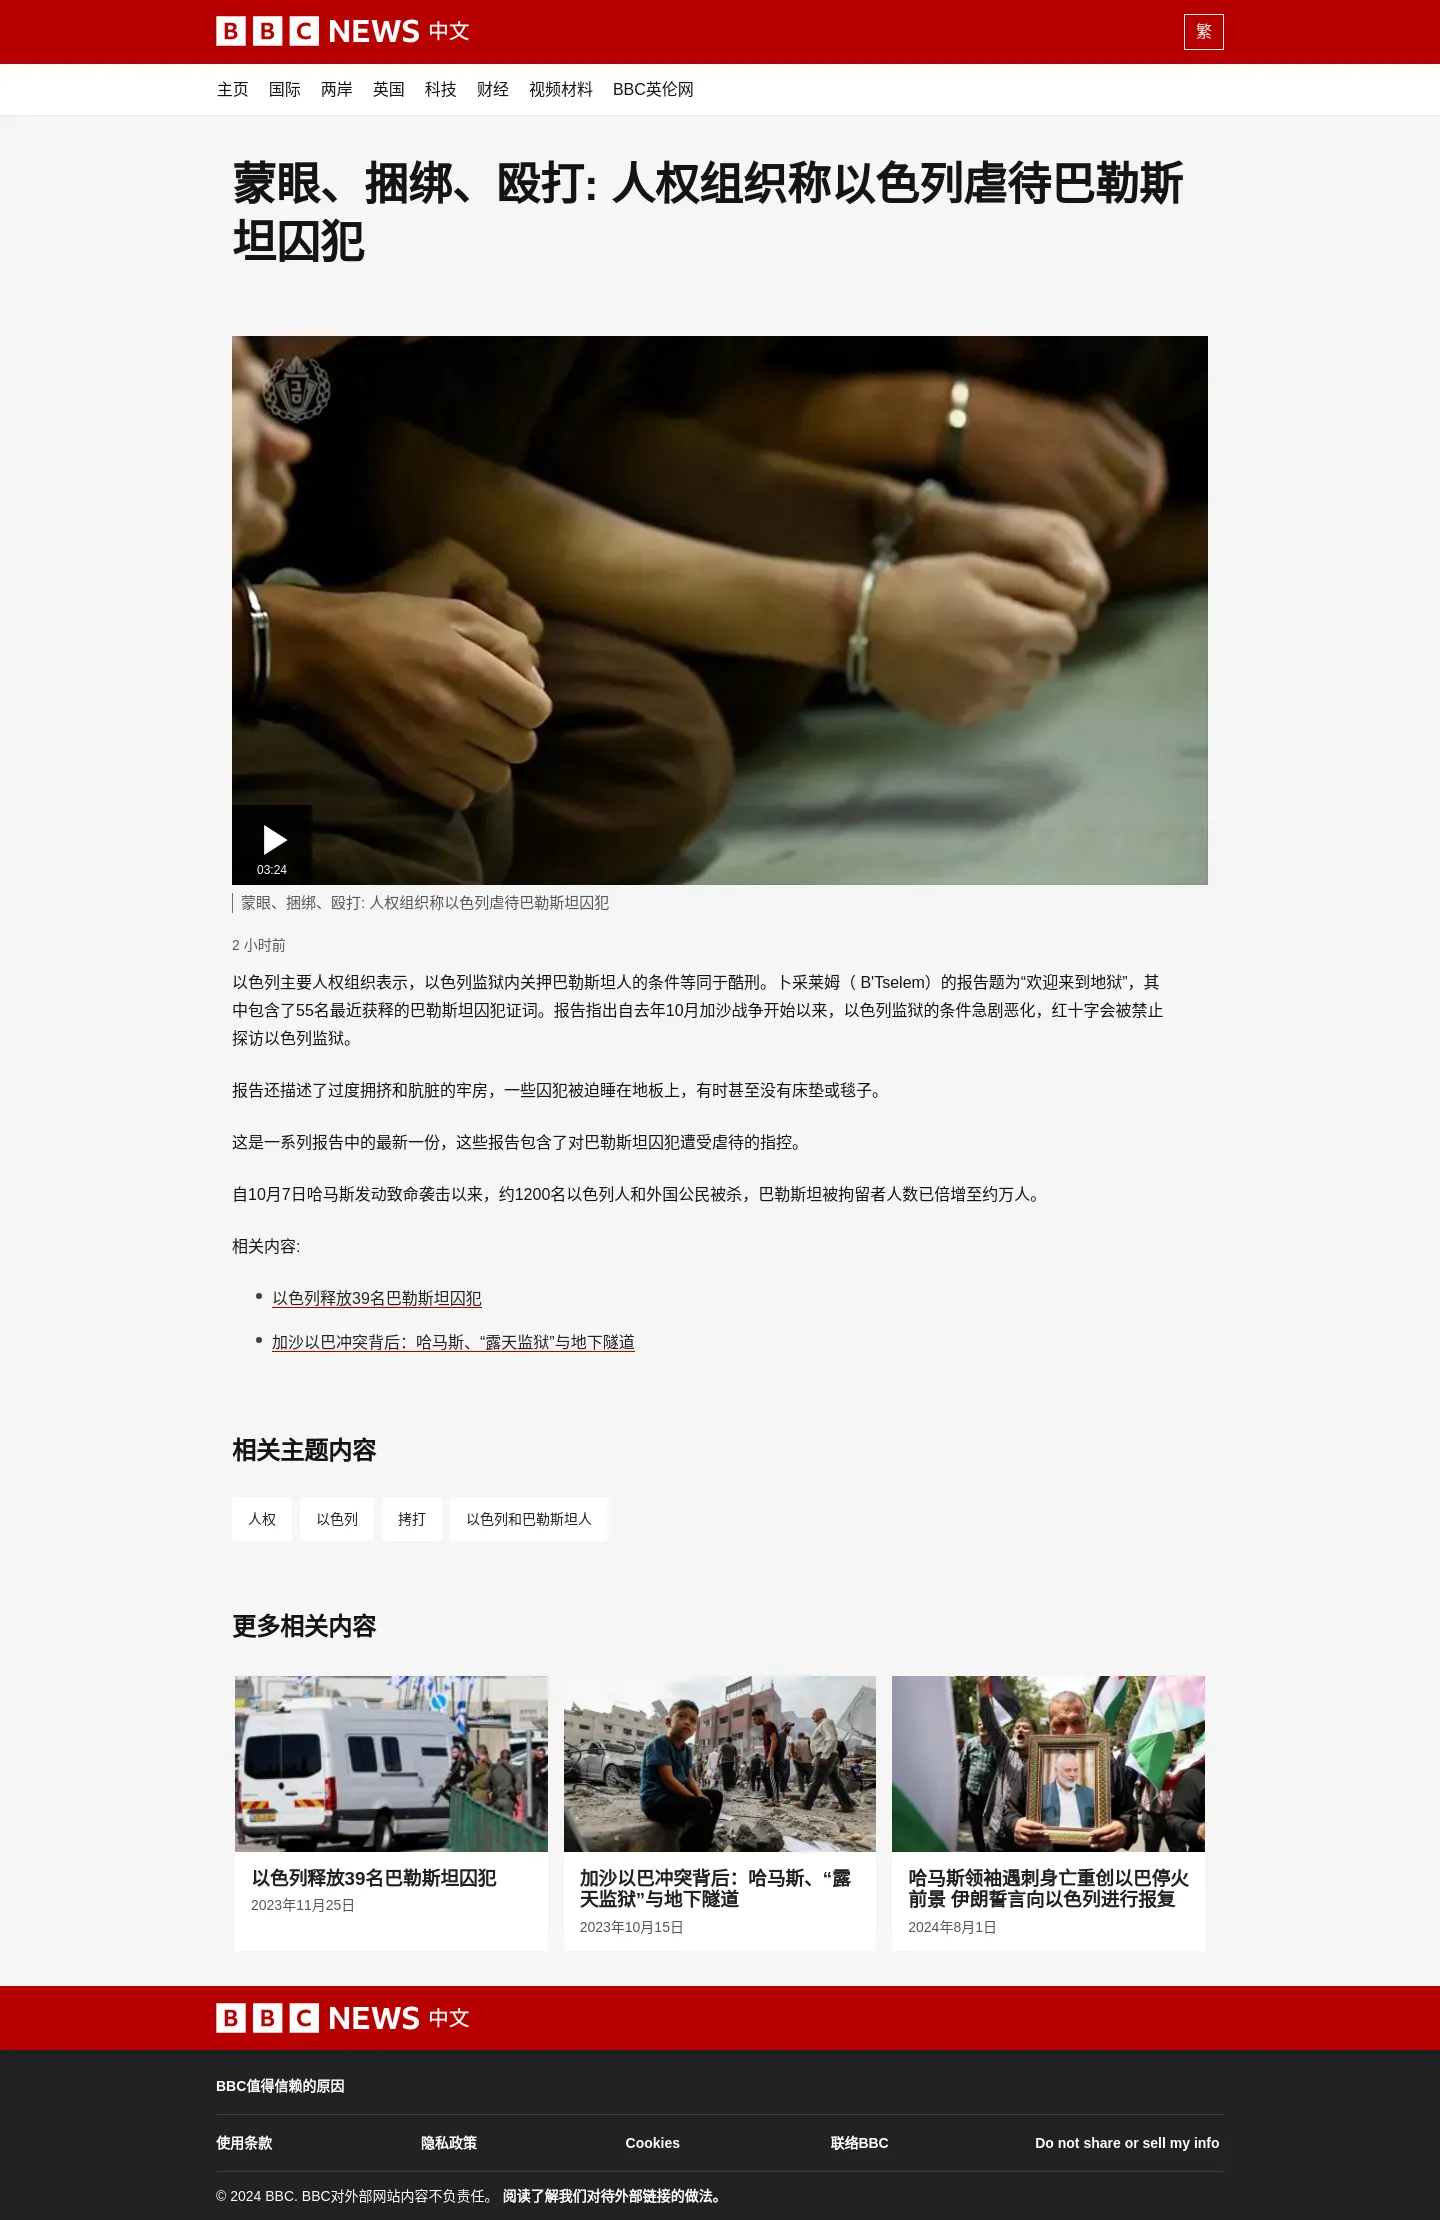 BBC NEWS 中文
繁
主页 国际 两岸 英国 科技 财经 视频材料 BBC英伦网
蒙眼、捆绑、殴打: 人权组织称以色列虐待巴勒斯
坦囚犯
03:24
蒙眼、捆绑、殴打: 人权组织称以色列虐待巴勒斯坦囚犯
2 小时前
以色列主要人权组织表示，以色列监狱内关押巴勒斯坦人的条件等同于酷刑。卜采莱姆（ B'Tselem）的报告题为“欢迎来到地狱”，其
中包含了55名最近获释的巴勒斯坦囚犯证词。报告指出自去年10月加沙战争开始以来，以色列监狱的条件急剧恶化，红十字会被禁止
探访以色列监狱。
报告还描述了过度拥挤和肮脏的牢房，一些囚犯被迫睡在地板上，有时甚至没有床垫或毯子。
这是一系列报告中的最新一份，这些报告包含了对巴勒斯坦囚犯遭受虐待的指控。
自10月7日哈马斯发动致命袭击以来，约1200名以色列人和外国公民被杀，巴勒斯坦被拘留者人数已倍增至约万人。
相关内容:
以色列释放39名巴勒斯坦囚犯
加沙以巴冲突背后：哈马斯、“露天监狱”与地下隧道
相关主题内容
人权 以色列 拷打 以色列和巴勒斯坦人
更多相关内容
以色列释放39名巴勒斯坦囚犯
2023年11月25日
加沙以巴冲突背后：哈马斯、“露
天监狱”与地下隧道
2023年10月15日
哈马斯领袖遇刺身亡重创以巴停火
前景 伊朗誓言向以色列进行报复
2024年8月1日
BBC NEWS 中文
BBC值得信赖的原因
使用条款 隐私政策 Cookies 联络BBC Do not share or sell my info
© 2024 BBC. BBC对外部网站内容不负责任。 阅读了解我们对待外部链接的做法。